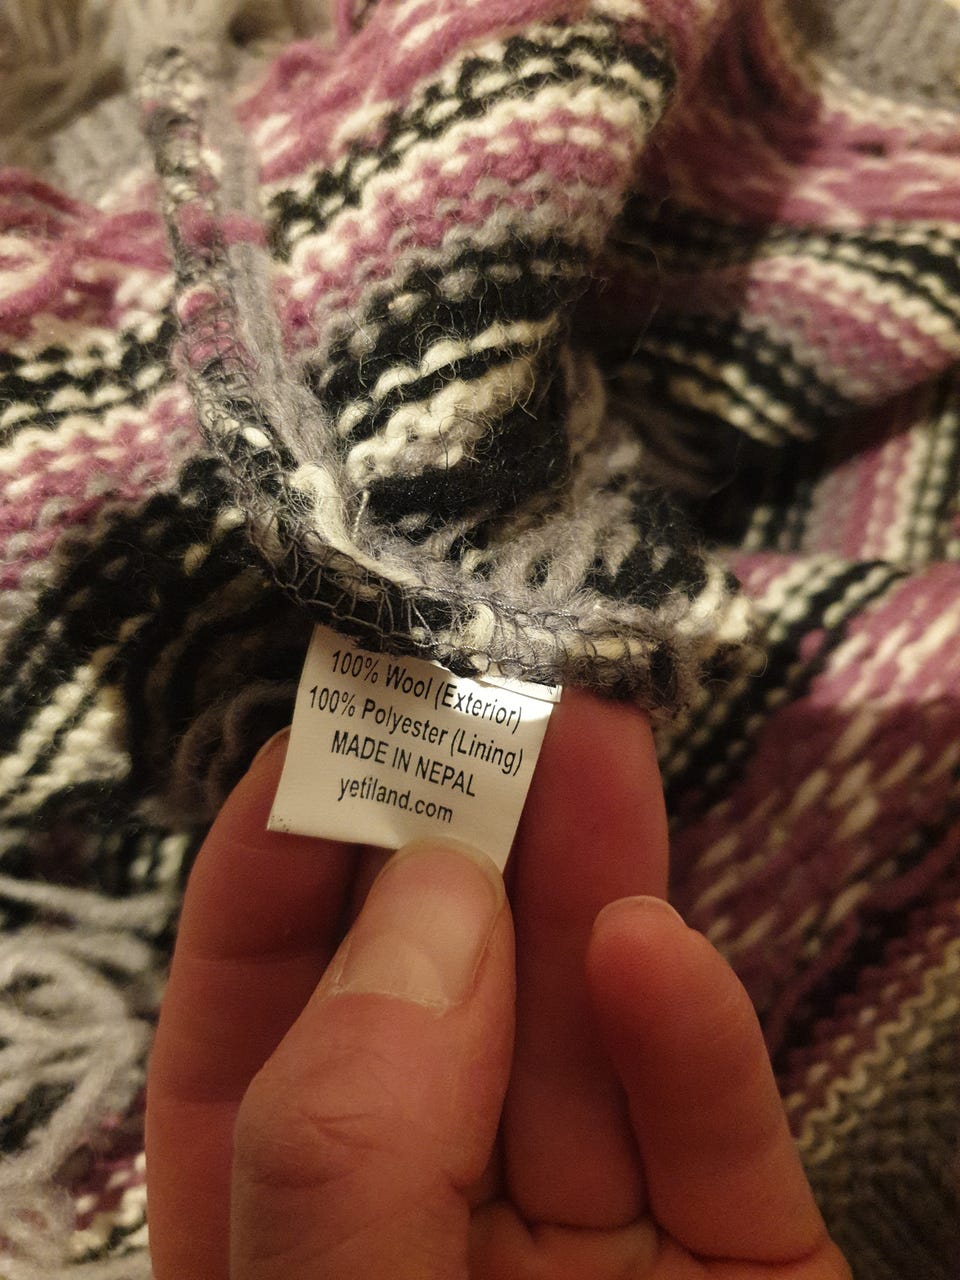 100% Wool (Exterior)
100% Polyester (Lining)
MADE IN NEPAL
yetiland.com